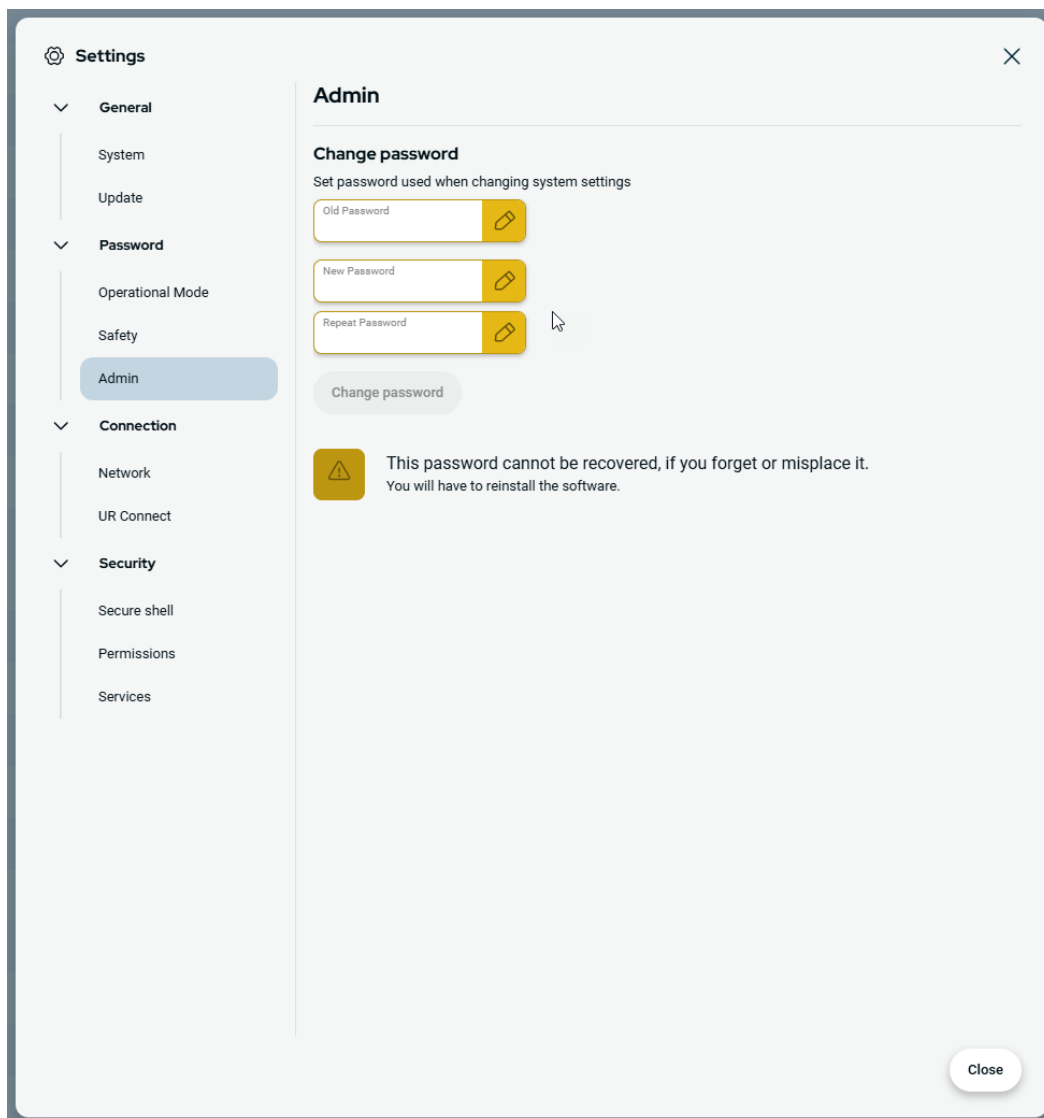 Settings
General
System
Update
Password
Operational Mode
Safety
Admin
Connection
Network
UR Connect
Security
Secure shell
Permissions
Services
Admin
Change password
Set password used when changing system settings
Old Password
New Password
Repeat Password
Change password
This password cannot be recovered, if you forget or misplace it.
You will have to reinstall the software.
Close